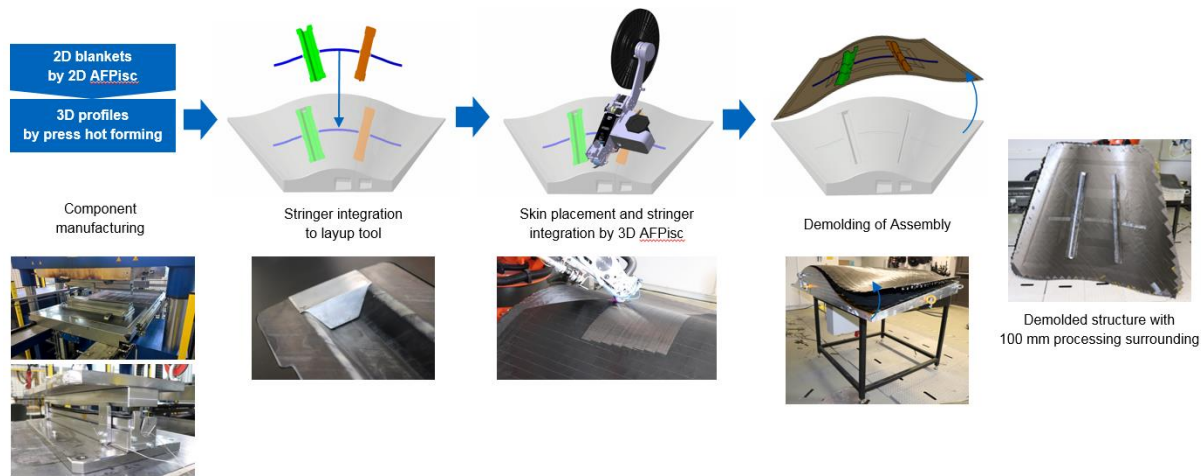 2D blankets
by 2D AFPisc
3D profiles
by press hot forming
Component
manufacturing
Stringer integration
to layup tool
Skin placement and stringer
integration by 3D AFPisc
Demolding of Assembly
Demolded structure with
100 mm processing surrounding